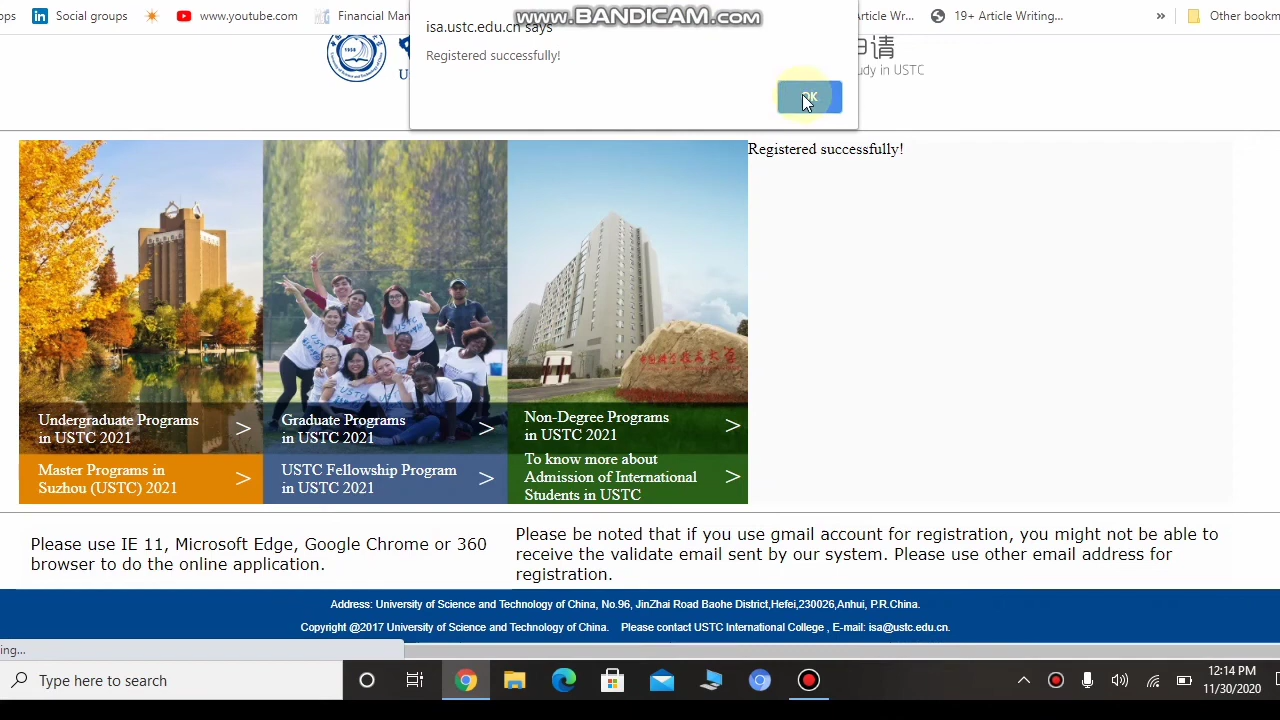 www.BANDICAM.com
ps
Social groups
www.youtube.com
Financial Mar
Article Wr...
19+ Article Writing...
»
Other bookm
isa.ustc.edu.cn says
Registered successfully!
OK
U
申请
udy in USTC
Registered successfully!
Undergraduate Programs
in USTC 2021
>
Graduate Programs
in USTC 2021
>
Non-Degree Programs
in USTC 2021
>
Master Programs in
Suzhou (USTC) 2021
>
USTC Fellowship Program
in USTC 2021
>
To know more about
Admission of International
Students in USTC
>
Please use IE 11, Microsoft Edge, Google Chrome or 360
browser to do the online application.
Please be noted that if you use gmail account for registration, you might not be able to
receive the validate email sent by our system. Please use other email address for
registration.
Address: University of Science and Technology of China, No.96, JinZhai Road Baohe District,Hefei,230026,Anhui, P.R.China.
Copyright @2017 University of Science and Technology of China. Please contact USTC International College , E-mail: isa@ustc.edu.cn.
ing...
Type here to search
12:14 PM
11/30/2020